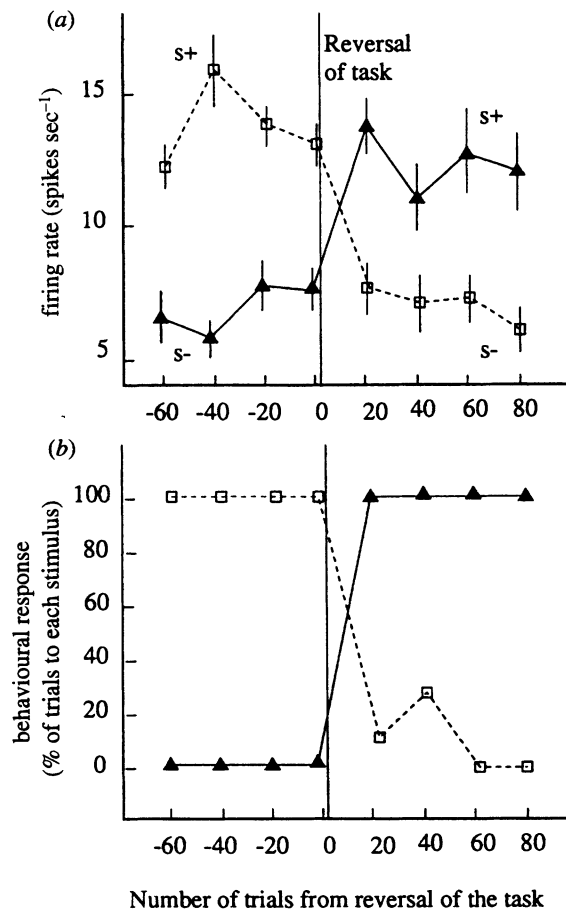 (a)
s+
Reversal
of task
s+
15
10
5
firing rate (spikes sec⁻¹)
s-
s-
-60 -40 -20 0 20 40 60 80
(b)
100
80
60
40
20
0
behavioural response
(% of trials to each stimulus)
-60 -40 -20 0 20 40 60 80
Number of trials from reversal of the task